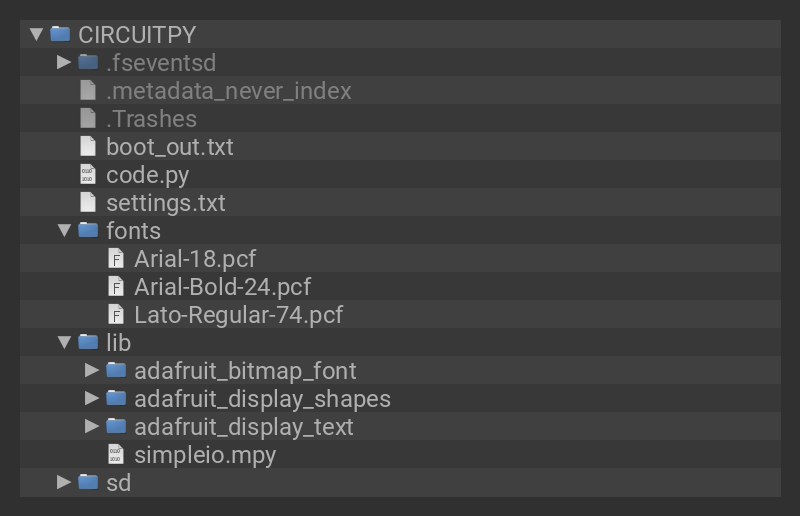 CIRCUITPY
.fseventsd
.metadata_never_index
.Trashes
boot_out.txt
code.py
settings.txt
fonts
Arial-18.pcf
Arial-Bold-24.pcf
Lato-Regular-74.pcf
lib
adafruit_bitmap_font
adafruit_display_shapes
adafruit_display_text
simpleio.mpy
sd